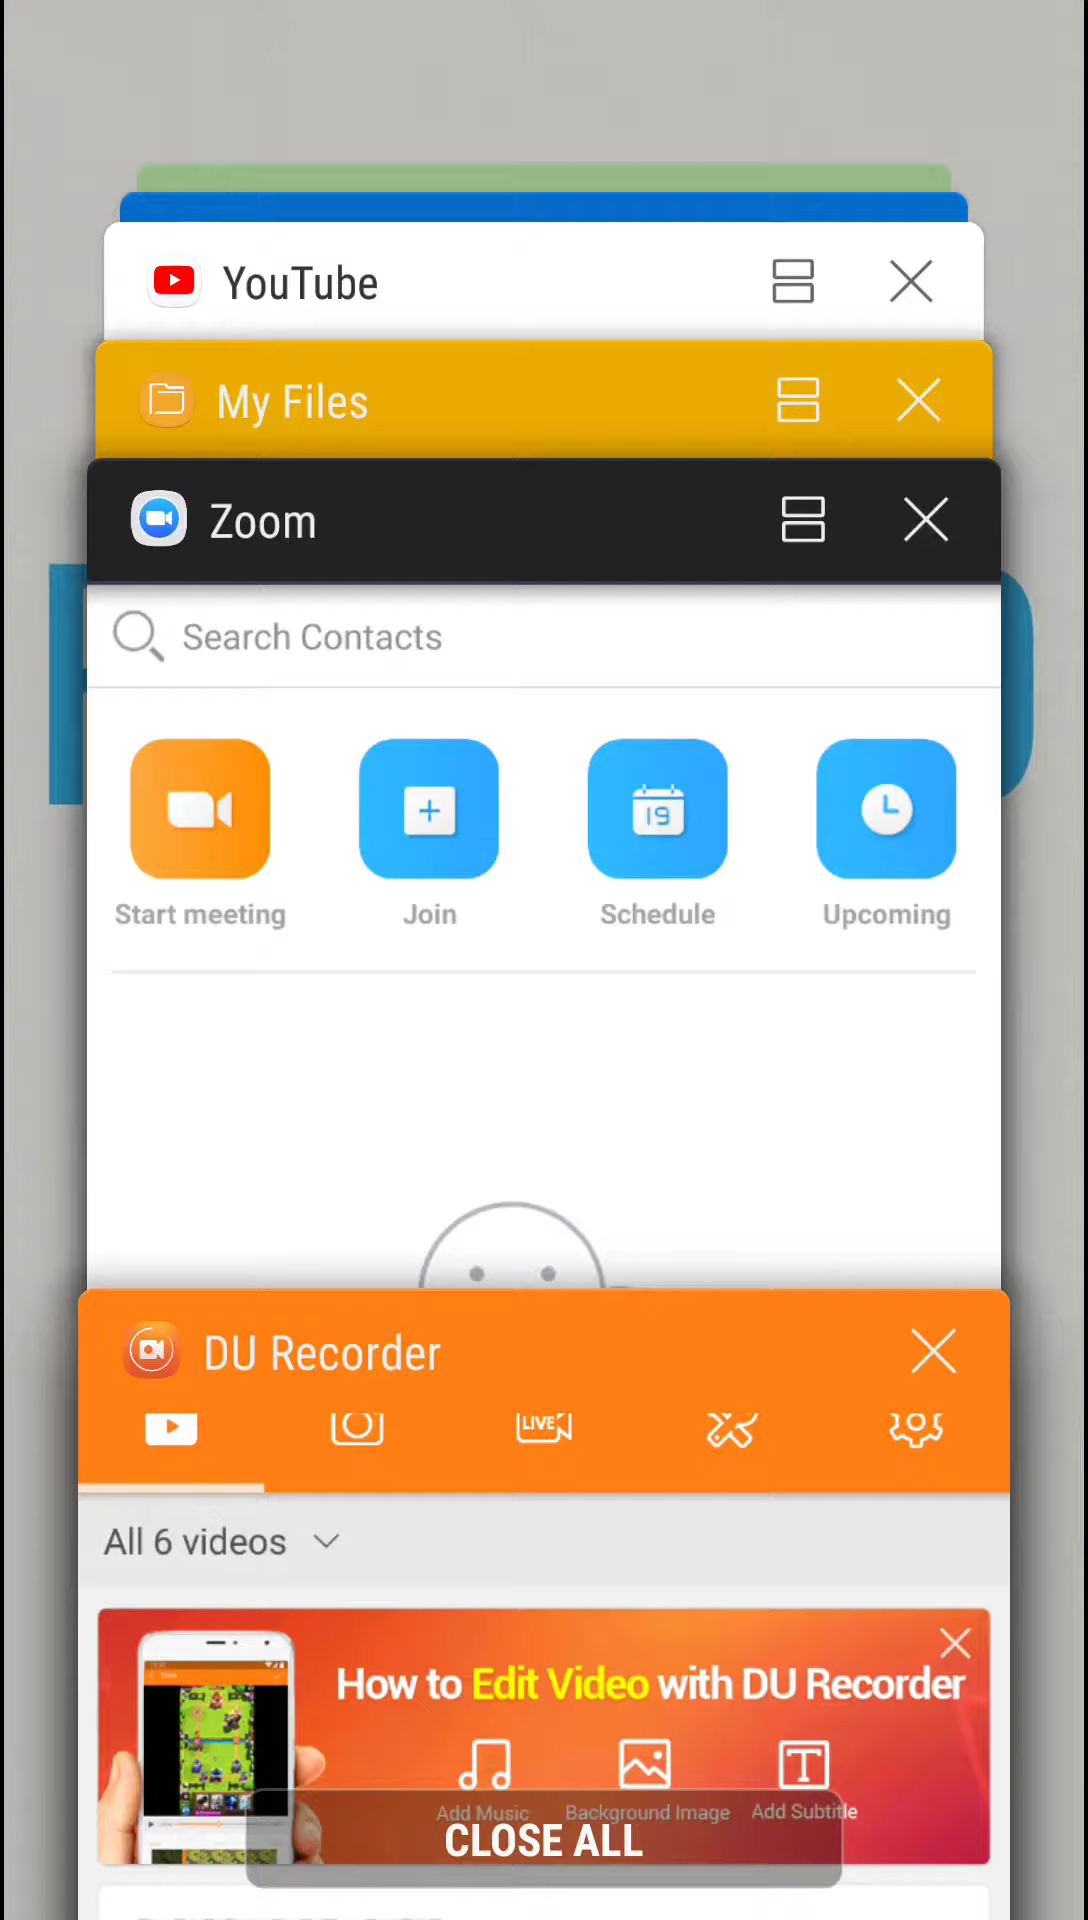 YouTube
My Files
Zoom
Search Contacts
19
Start meeting
Join
Schedule
Upcoming
DU Recorder
LIVE
All 6 videos
How to Edit Video with DU Recorder
Add Music
Background Image
Add Subtitle
CLOSE ALL